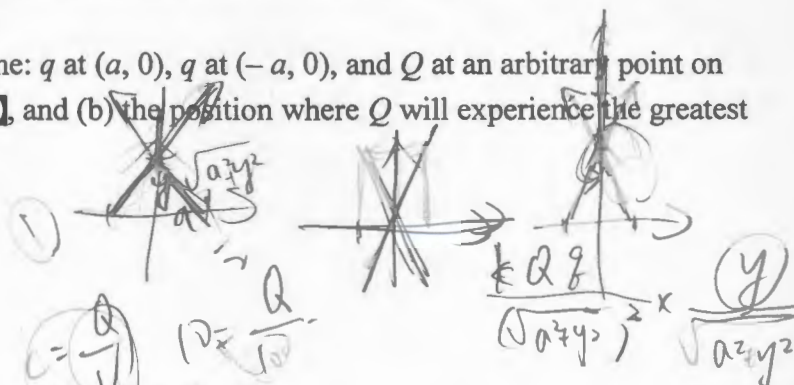 ne: q at (a, 0), q at (– a, 0), and Q at an arbitrary point on
, and (b) the position where Q will experience the greatest
y √a²+y²
a
1)
k Q q / (√a²+y²)² × y / √a²+y²
C = Q / V